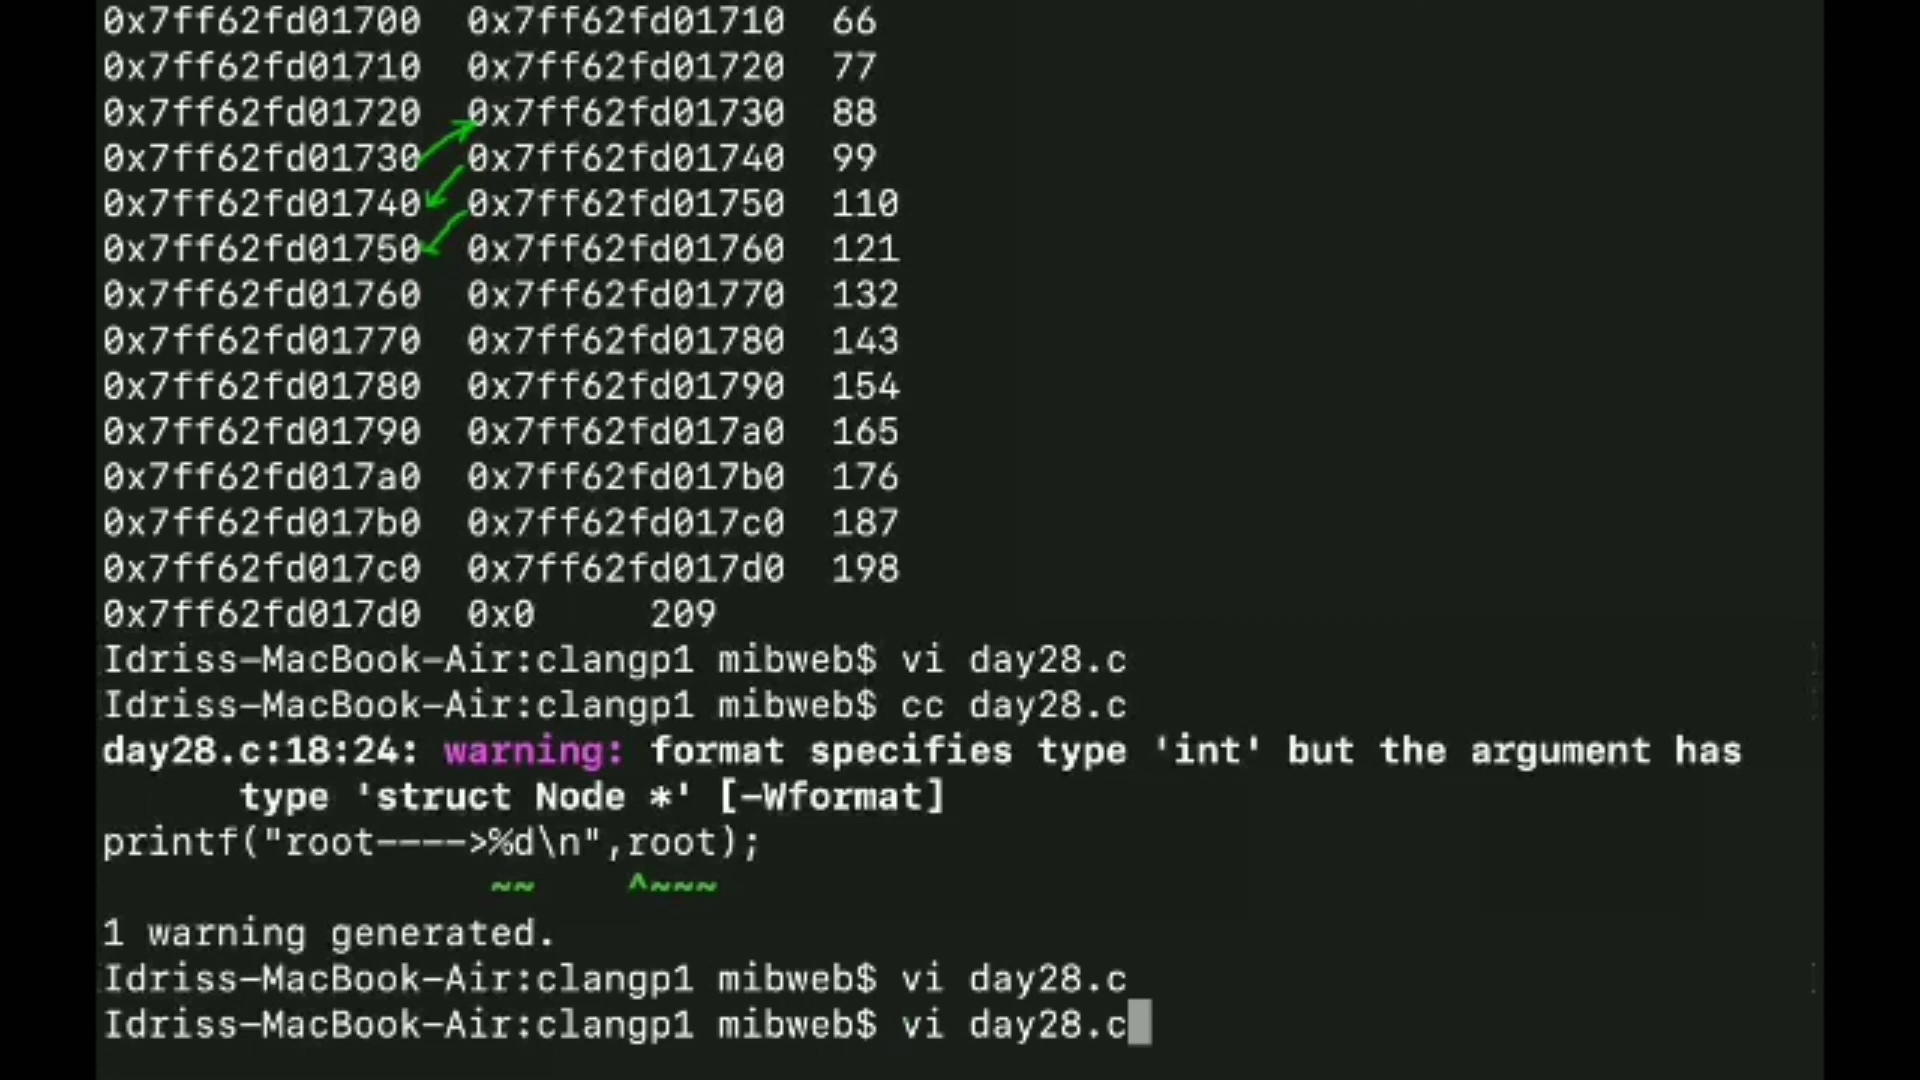 0x7ff62fd01700  0x7ff62fd01710  66
0x7ff62fd01710  0x7ff62fd01720  77
0x7ff62fd01720  0x7ff62fd01730  88
0x7ff62fd01730  0x7ff62fd01740  99
0x7ff62fd01740  0x7ff62fd01750  110
0x7ff62fd01750  0x7ff62fd01760  121
0x7ff62fd01760  0x7ff62fd01770  132
0x7ff62fd01770  0x7ff62fd01780  143
0x7ff62fd01780  0x7ff62fd01790  154
0x7ff62fd01790  0x7ff62fd017a0  165
0x7ff62fd017a0  0x7ff62fd017b0  176
0x7ff62fd017b0  0x7ff62fd017c0  187
0x7ff62fd017c0  0x7ff62fd017d0  198
0x7ff62fd017d0  0x0     209
Idriss-MacBook-Air:clangp1 mibweb$ vi day28.c
Idriss-MacBook-Air:clangp1 mibweb$ cc day28.c
day28.c:18:24: warning: format specifies type 'int' but the argument has
      type 'struct Node *' [-Wformat]
printf("root---->%d\n",root);
                 ~~    ^~~~
1 warning generated.
Idriss-MacBook-Air:clangp1 mibweb$ vi day28.c
Idriss-MacBook-Air:clangp1 mibweb$ vi day28.c